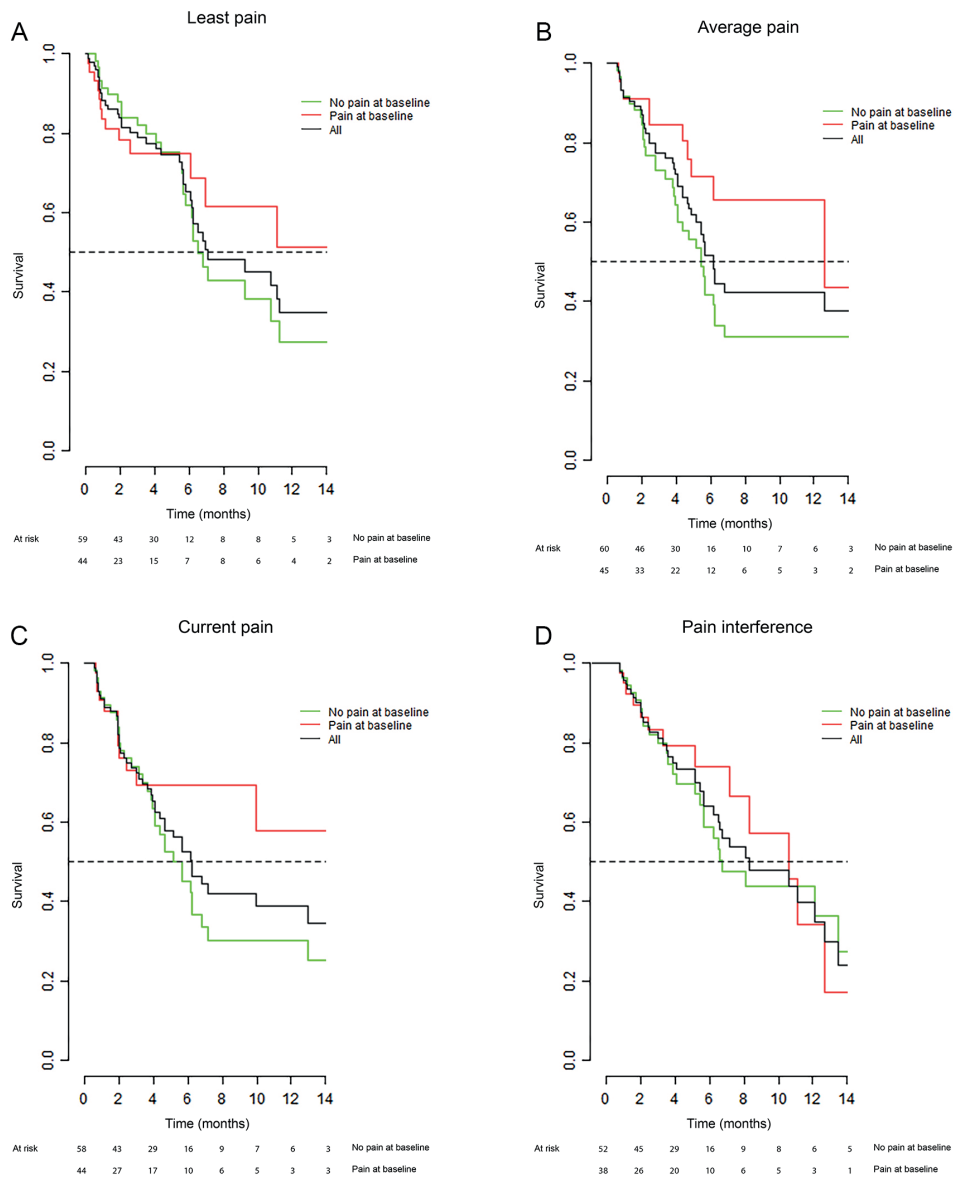 A
Least pain
1.0
0.8
0.6
0.4
0.2
0.0
Survival
No pain at baseline
Pain at baseline
All
0 2 4 6 8 10 12 14
Time (months)
At risk 59 43 30 12 8 8 5 3 No pain at baseline
44 23 15 7 8 6 4 2 Pain at baseline
B
Average pain
1.0
0.8
0.6
0.4
0.2
0.0
Survival
No pain at baseline
Pain at baseline
All
0 2 4 6 8 10 12 14
Time (months)
At risk 60 46 30 16 10 7 6 3 No pain at baseline
45 33 22 12 6 5 3 2 Pain at baseline
C
Current pain
1.0
0.8
0.6
0.4
0.2
0.0
Survival
No pain at baseline
Pain at baseline
All
0 2 4 6 8 10 12 14
Time (months)
At risk 58 43 29 16 9 7 6 3 No pain at baseline
44 27 17 10 6 5 3 3 Pain at baseline
D
Pain interference
1.0
0.8
0.6
0.4
0.2
0.0
Survival
No pain at baseline
Pain at baseline
All
0 2 4 6 8 10 12 14
Time (months)
At risk 52 45 29 16 9 8 6 5 No pain at baseline
38 26 20 10 6 5 3 1 Pain at baseline